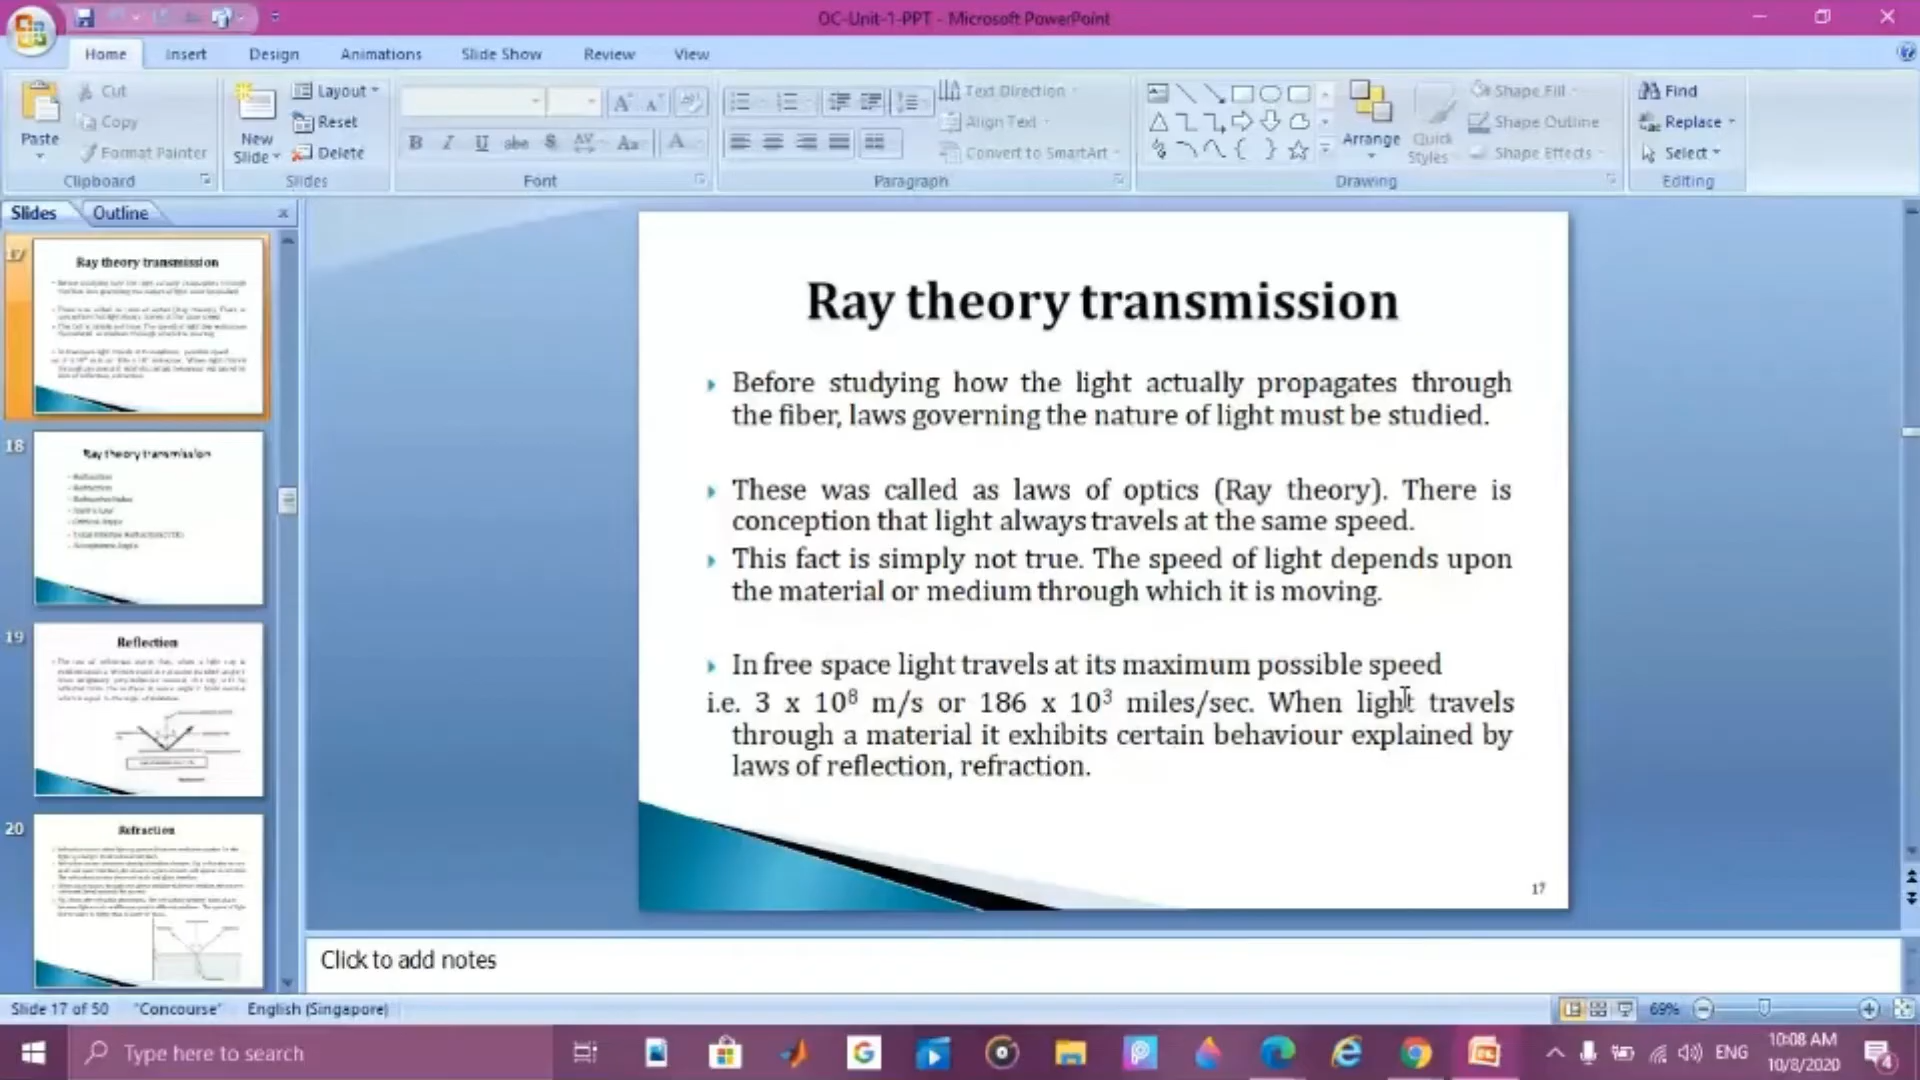 OC-Unit-1-PPT - Microsoft PowerPoint
Home Insert Design Animations Slide Show Review View
Paste
Cut
Copy
Format Painter
Clipboard
New Slide
Layout
Reset
Delete
Slides
B I U abc S AV Aa A
Font
Text Direction
Align Text
Convert to SmartArt
Paragraph
Arrange
Quick Styles
Shape Fill
Shape Outline
Shape Effects
Drawing
Find
Replace
Select
Editing
Slides Outline
17
Ray theory transmission
18
Ray theory transmission
19
Reflection
20
Refraction
Ray theory transmission
Before studying how the light actually propagates through
the fiber, laws governing the nature of light must be studied.
These was called as laws of optics (Ray theory). There is
conception that light always travels at the same speed.
This fact is simply not true. The speed of light depends upon
the material or medium through which it is moving.
In free space light travels at its maximum possible speed
i.e. 3 x 10⁸ m/s or 186 x 10³ miles/sec. When light travels
through a material it exhibits certain behaviour explained by
laws of reflection, refraction.
17
Click to add notes
Slide 17 of 50 "Concourse" English (Singapore) 69%
Type here to search
ENG
10:08 AM
10/8/2020
4